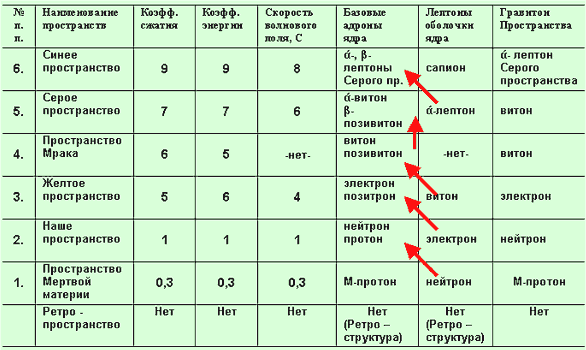 № п. п. Наименование пространств Коэфф. сжатия Коэфф. энергии Скорость волнового поля, С Базовые адроны ядра Лептоны оболочки ядра Гравитон Пространства
6. Синее пространство 9 9 8 ά-, β- лептоны Серого пр. сапион ά- лептон Серого пространства
5. Серое пространство 7 7 6 ά-витон β- позивитон ά-лептон витон
4. Пространство Мрака 6 5 -нет- витон позивитон -нет- витон
3. Желтое пространство 5 6 4 электрон позитрон витон электрон
2. Наше пространство 1 1 1 нейтрон протон электрон нейтрон
1. Пространство Мертвой материи 0,3 0,3 0,3 М-протон нейтрон М-протон
Ретро - пространство Нет Нет Нет Нет (Ретро – структура) Нет (Ретро – структура) Нет